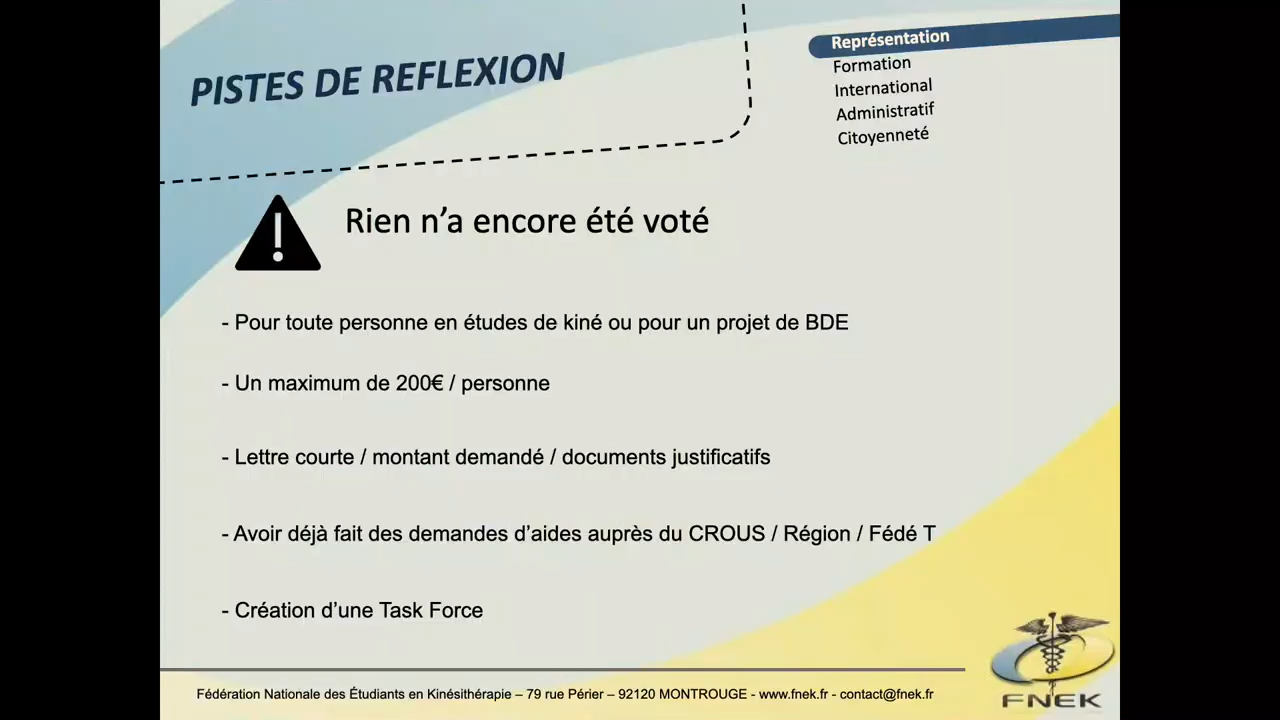 PISTES DE REFLEXION
Représentation
Formation
International
Administratif
Citoyenneté
Rien n’a encore été voté
- Pour toute personne en études de kiné ou pour un projet de BDE
- Un maximum de 200€ / personne
- Lettre courte / montant demandé / documents justificatifs
- Avoir déjà fait des demandes d’aides auprès du CROUS / Région / Fédé T
- Création d’une Task Force
Fédération Nationale des Étudiants en Kinésithérapie – 79 rue Périer – 92120 MONTROUGE - www.fnek.fr - contact@fnek.fr
FNEK